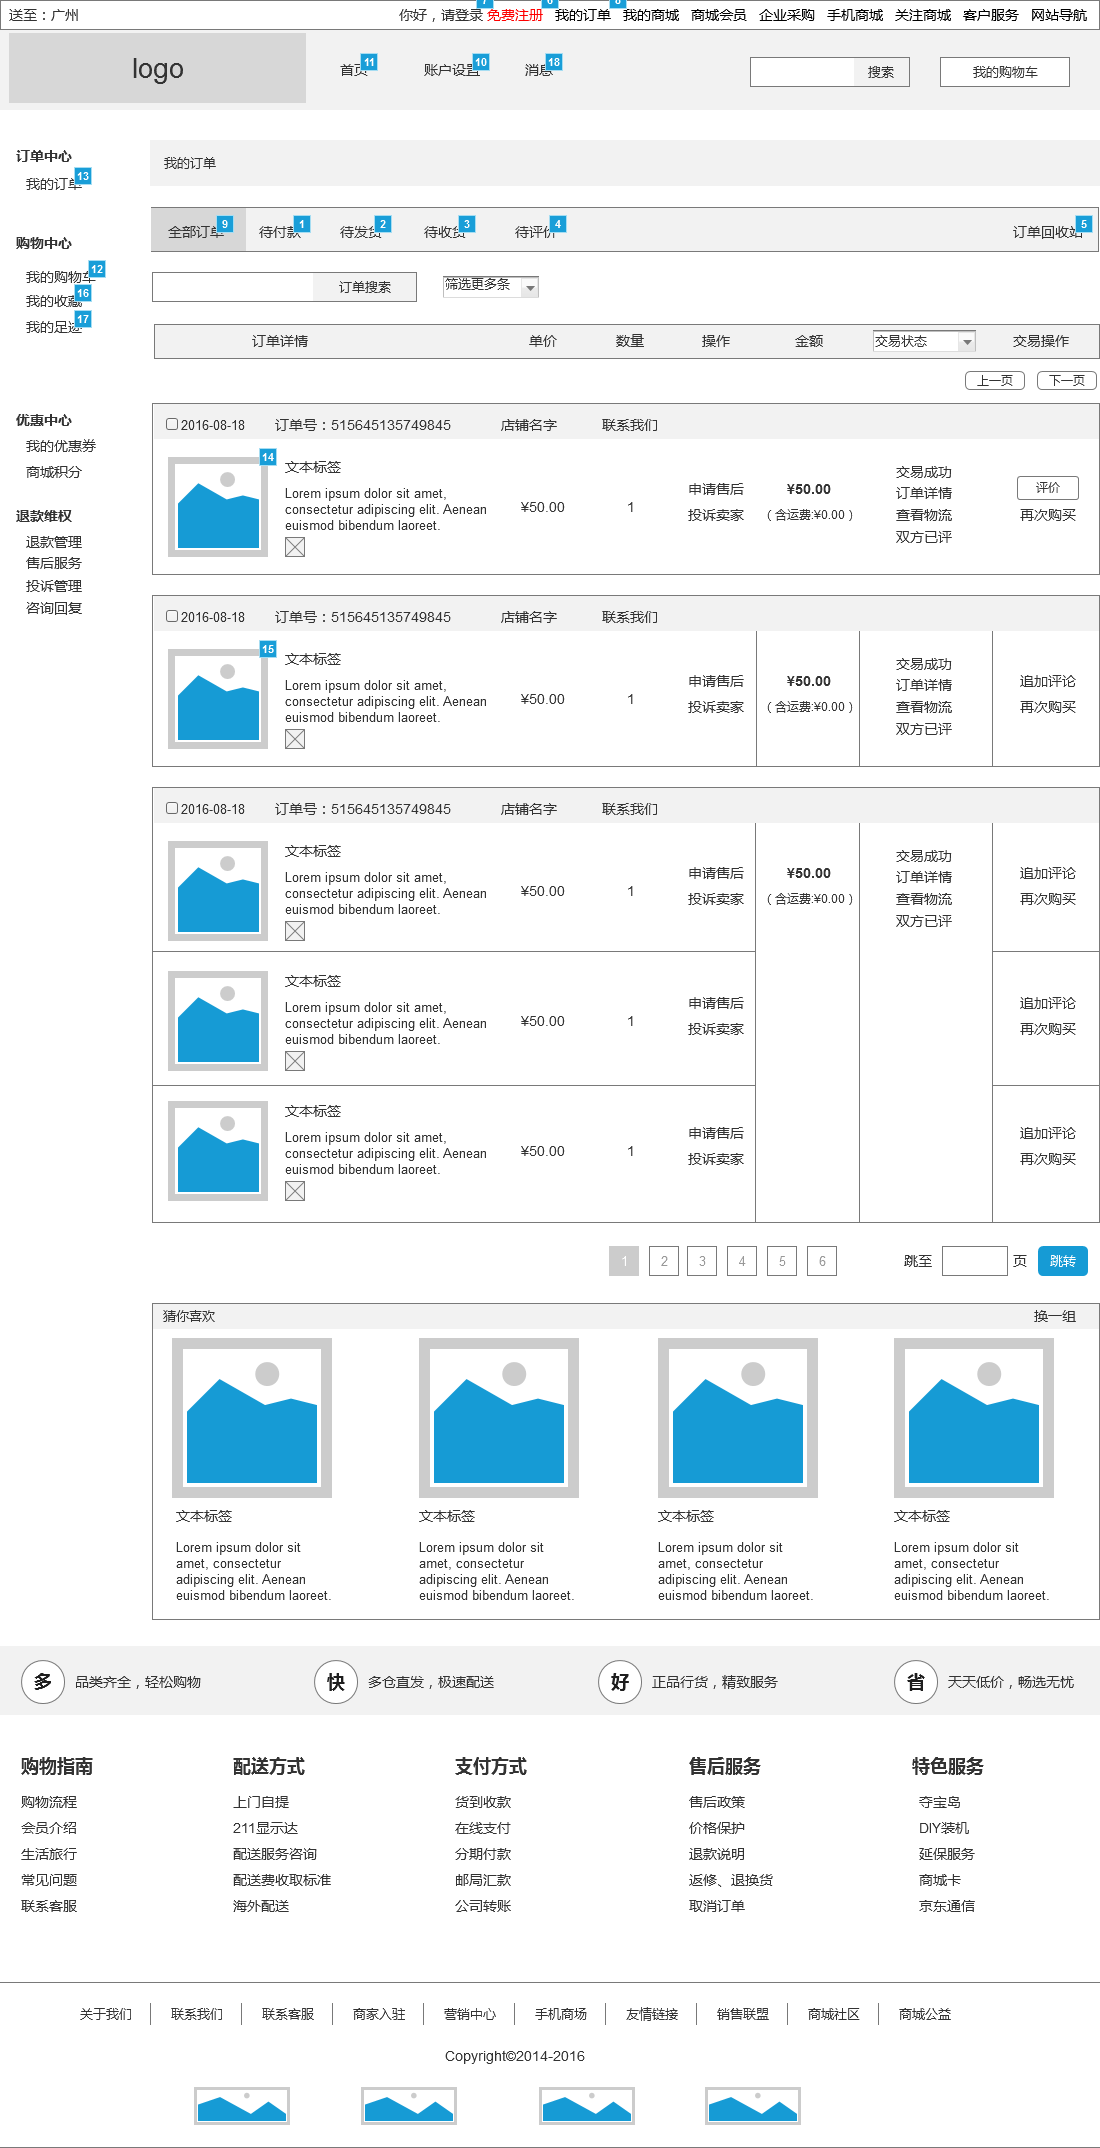 送至：广州 你好，请登录 免费注册 我的订单 我的商城 商城会员 企业采购 手机商城 关注商城 客户服务 网站导航
logo 首页 11 账户设置 10 消息 18 搜索 我的购物车
订单中心
我的订单 13
购物中心
我的购物车 12
我的收藏 16
我的足迹 17
优惠中心
我的优惠券
商城积分
退款维权
退款管理
售后服务
投诉管理
咨询回复
我的订单
全部订单 9 待付款 1 待发货 2 待收货 3 待评价 4 订单回收站 5
订单搜索 筛选更多条
订单详情 单价 数量 操作 金额 交易状态 交易操作
上一页 下一页
2016-08-18 订单号：515645135749845 店铺名字 联系我们
14
文本标签
Lorem ipsum dolor sit amet,
consectetur adipiscing elit. Aenean
euismod bibendum laoreet.
¥50.00 1
申请售后
投诉卖家
¥50.00
（含运费:¥0.00）
交易成功
订单详情
查看物流
双方已评
评价
再次购买
2016-08-18 订单号：515645135749845 店铺名字 联系我们
15
文本标签
Lorem ipsum dolor sit amet,
consectetur adipiscing elit. Aenean
euismod bibendum laoreet.
¥50.00 1
申请售后
投诉卖家
¥50.00
（含运费:¥0.00）
交易成功
订单详情
查看物流
双方已评
追加评论
再次购买
2016-08-18 订单号：515645135749845 店铺名字 联系我们
文本标签
Lorem ipsum dolor sit amet,
consectetur adipiscing elit. Aenean
euismod bibendum laoreet.
¥50.00 1
申请售后
投诉卖家
¥50.00
（含运费:¥0.00）
交易成功
订单详情
查看物流
双方已评
追加评论
再次购买
文本标签
Lorem ipsum dolor sit amet,
consectetur adipiscing elit. Aenean
euismod bibendum laoreet.
¥50.00 1
申请售后
投诉卖家
追加评论
再次购买
文本标签
Lorem ipsum dolor sit amet,
consectetur adipiscing elit. Aenean
euismod bibendum laoreet.
¥50.00 1
申请售后
投诉卖家
追加评论
再次购买
1 2 3 4 5 6 跳至 页 跳转
猜你喜欢 换一组
文本标签
Lorem ipsum dolor sit
amet, consectetur
adipiscing elit. Aenean
euismod bibendum laoreet.
文本标签
Lorem ipsum dolor sit
amet, consectetur
adipiscing elit. Aenean
euismod bibendum laoreet.
文本标签
Lorem ipsum dolor sit
amet, consectetur
adipiscing elit. Aenean
euismod bibendum laoreet.
文本标签
Lorem ipsum dolor sit
amet, consectetur
adipiscing elit. Aenean
euismod bibendum laoreet.
多 品类齐全，轻松购物 快 多仓直发，极速配送 好 正品行货，精致服务 省 天天低价，畅选无忧
购物指南 配送方式 支付方式 售后服务 特色服务
购物流程 上门自提 货到收款 售后政策 夺宝岛
会员介绍 211显示达 在线支付 价格保护 DIY装机
生活旅行 配送服务咨询 分期付款 退款说明 延保服务
常见问题 配送费收取标准 邮局汇款 返修、退换货 商城卡
联系客服 海外配送 公司转账 取消订单 京东通信
关于我们 联系我们 联系客服 商家入驻 营销中心 手机商场 友情链接 销售联盟 商城社区 商城公益
Copyright©2014-2016